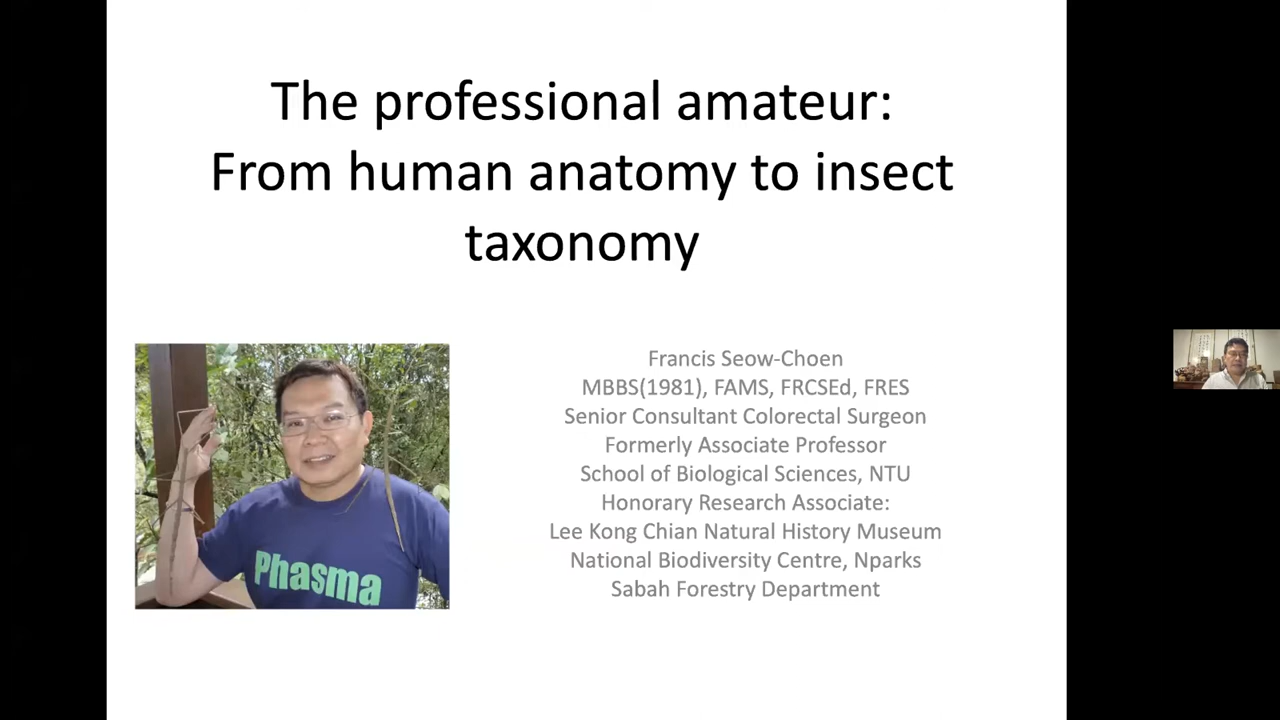 The professional amateur:
From human anatomy to insect
taxonomy
Francis Seow-Choen
MBBS(1981), FAMS, FRCSEd, FRES
Senior Consultant Colorectal Surgeon
Formerly Associate Professor
School of Biological Sciences, NTU
Honorary Research Associate:
Lee Kong Chian Natural History Museum
National Biodiversity Centre, Nparks
Sabah Forestry Department
Phasma